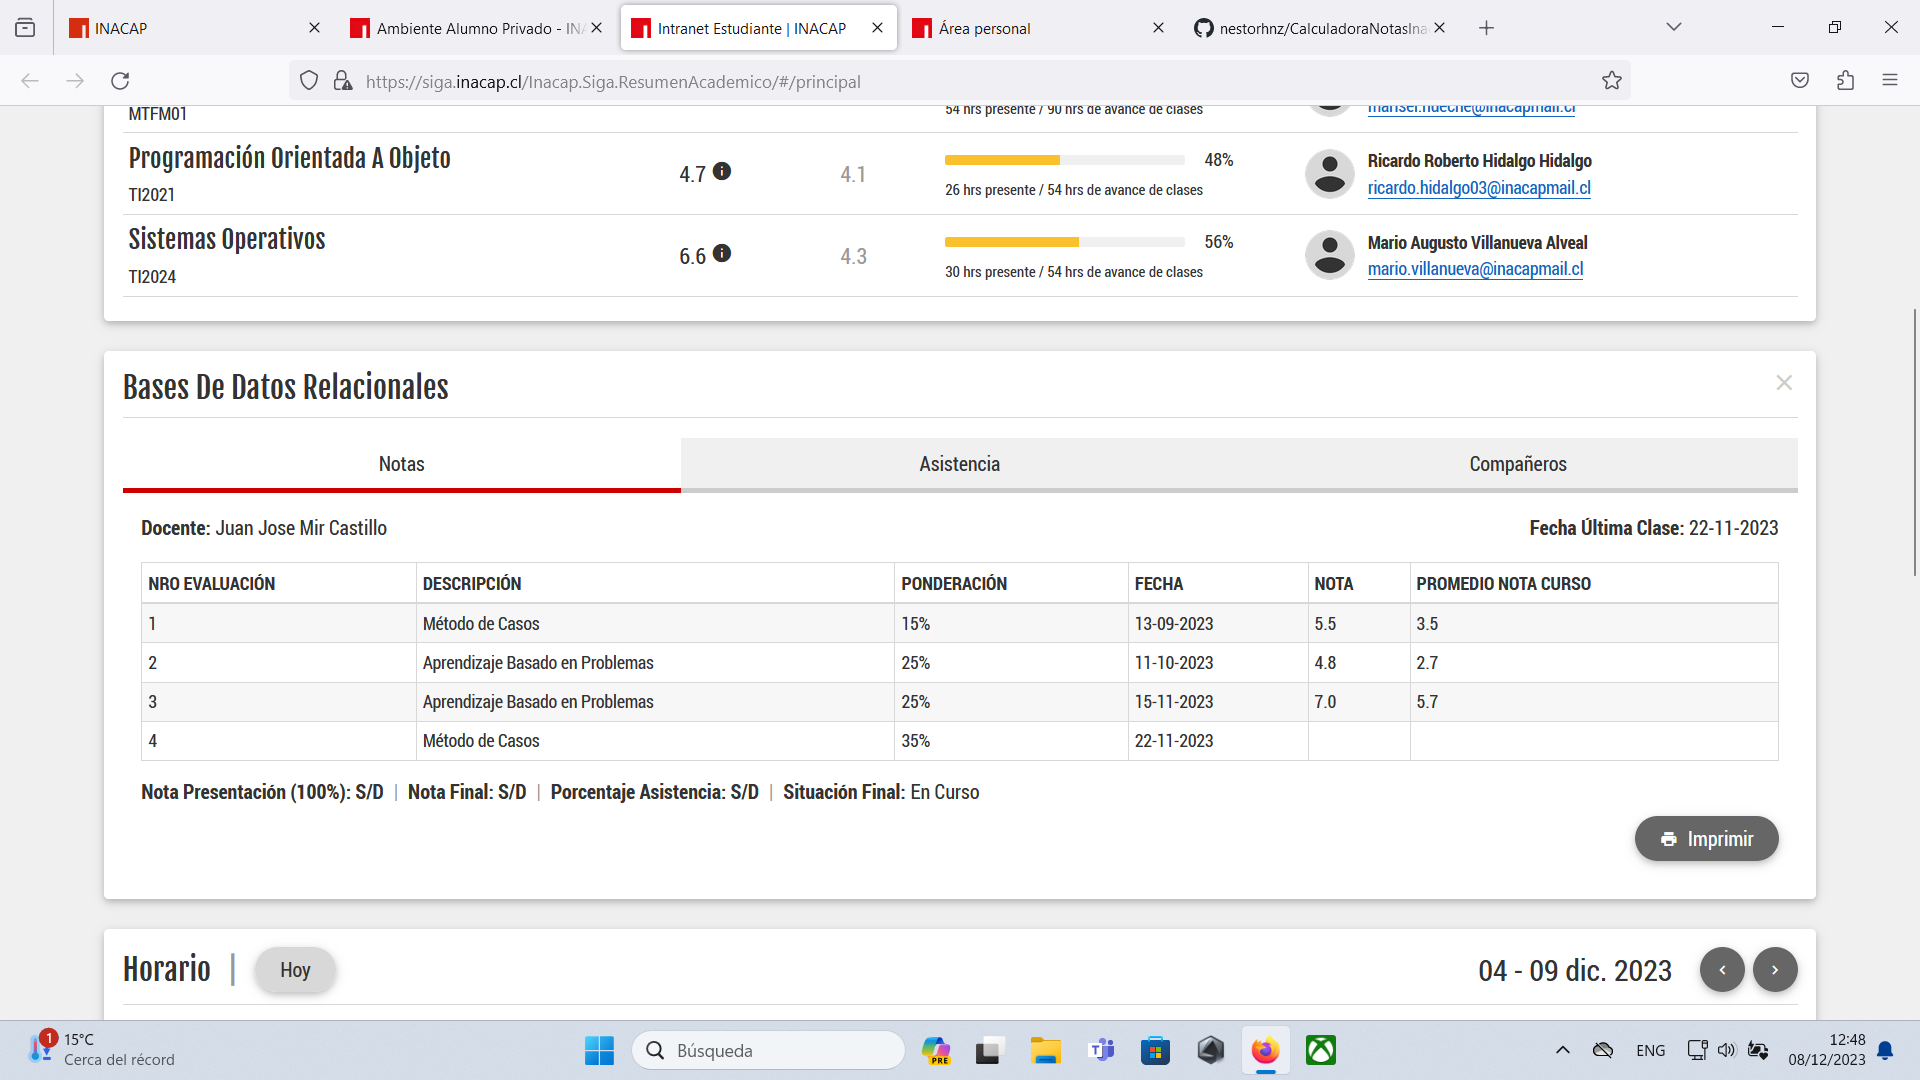 INACAP
Ambiente Alumno Privado - IN
Intranet Estudiante | INACAP
Área personal
nestorhnz/CalculadoraNotasIna
https://siga.inacap.cl/Inacap.Siga.ResumenAcademico/#/principal
MTFM01
54 hrs presente / 90 hrs de avance de clases
marisel.hueche@inacapmail.cl
Programación Orientada A Objeto
TI2021
4.7
4.1
48%
26 hrs presente / 54 hrs de avance de clases
Ricardo Roberto Hidalgo Hidalgo
ricardo.hidalgo03@inacapmail.cl
Sistemas Operativos
TI2024
6.6
4.3
56%
30 hrs presente / 54 hrs de avance de clases
Mario Augusto Villanueva Alveal
mario.villanueva@inacapmail.cl
Bases De Datos Relacionales
Notas
Asistencia
Compañeros
Docente: Juan Jose Mir Castillo
Fecha Última Clase: 22-11-2023
NRO EVALUACIÓN DESCRIPCIÓN PONDERACIÓN FECHA NOTA PROMEDIO NOTA CURSO
1 Método de Casos 15% 13-09-2023 5.5 3.5
2 Aprendizaje Basado en Problemas 25% 11-10-2023 4.8 2.7
3 Aprendizaje Basado en Problemas 25% 15-11-2023 7.0 5.7
4 Método de Casos 35% 22-11-2023
Nota Presentación (100%): S/D | Nota Final: S/D | Porcentaje Asistencia: S/D | Situación Final: En Curso
Imprimir
Horario | Hoy
04 - 09 dic. 2023
1
15°C
Cerca del récord
Búsqueda
PRE
ENG
12:48
08/12/2023